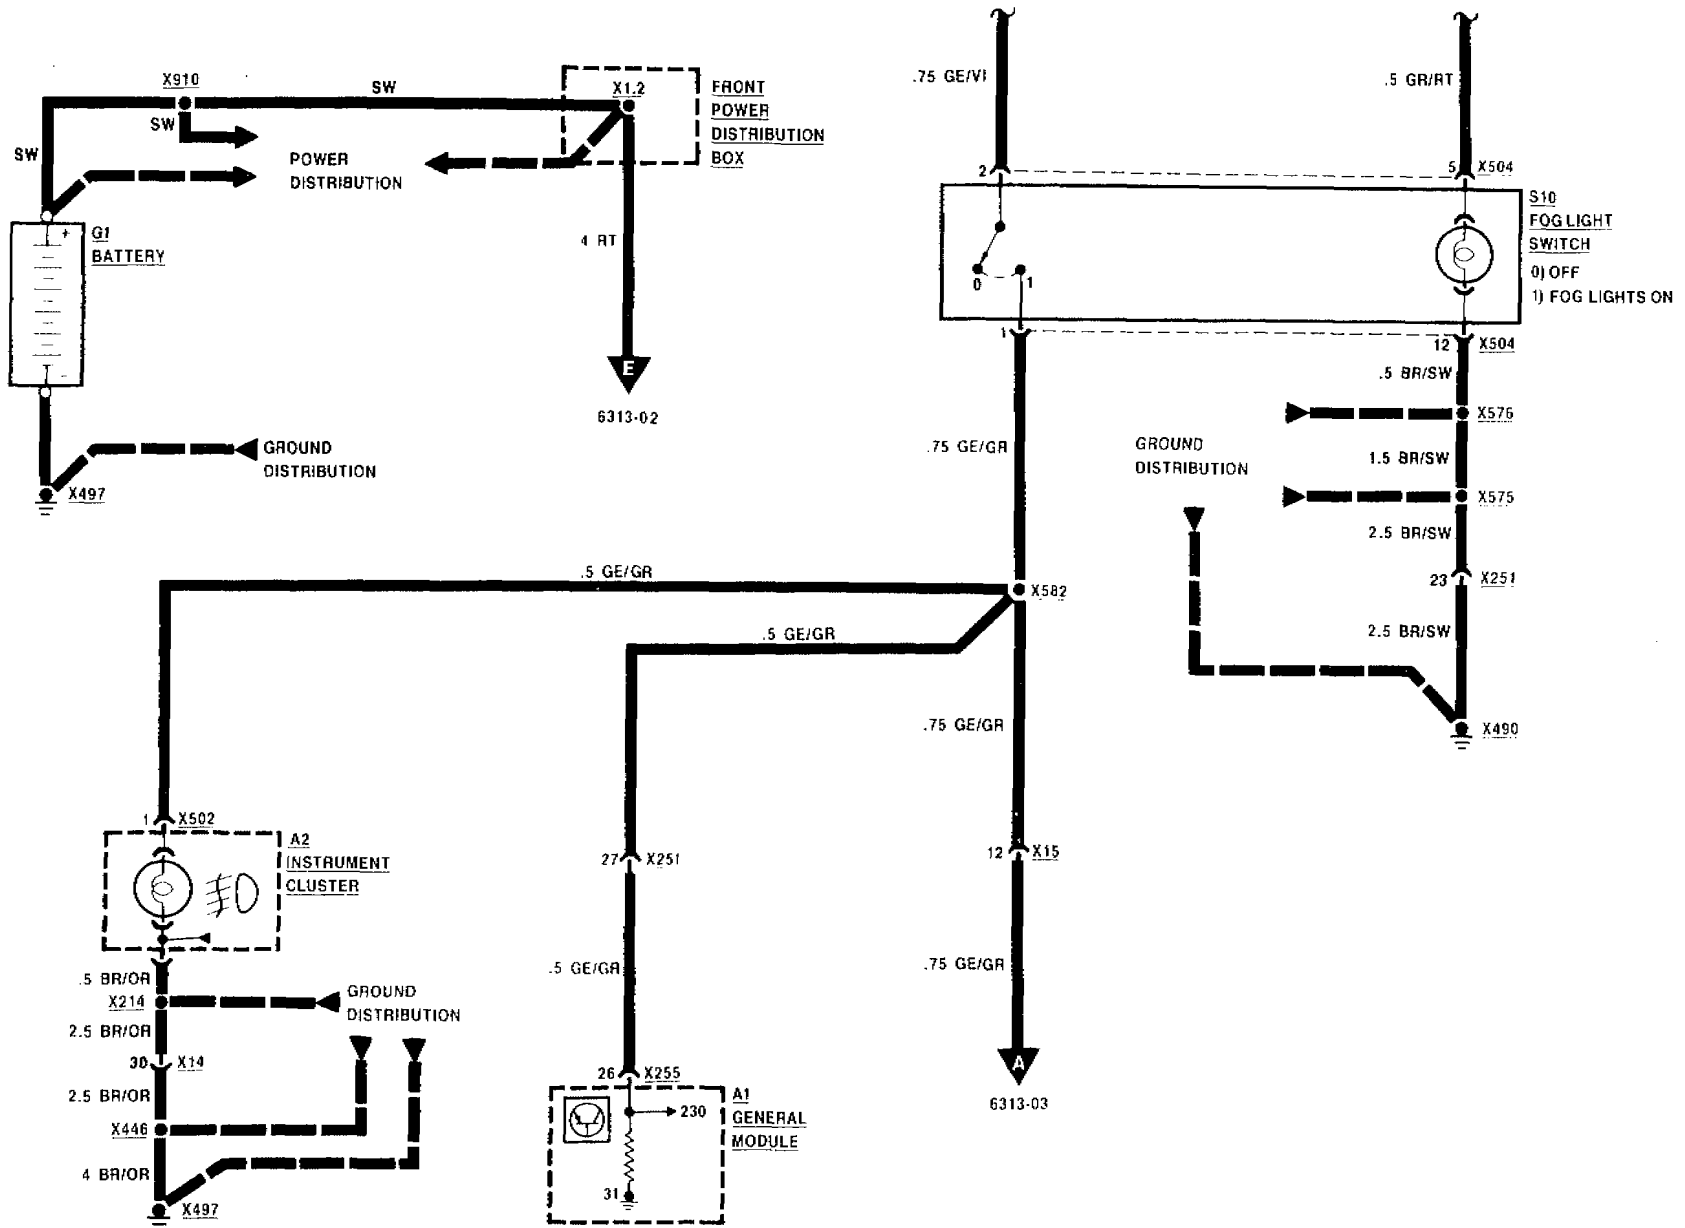 X910
SW
SW
SW
POWER
DISTRIBUTION
X1.2
FRONT
POWER
DISTRIBUTION
BOX
+
G1
BATTERY
-
4 RT
E
6313-02
GROUND
DISTRIBUTION
X497
.75 GE/VI
.5 GR/RT
2
5
X504
S10
FOG LIGHT
SWITCH
0) OFF
1) FOG LIGHTS ON
0
1
1
12
X504
.5 BR/SW
X576
.75 GE/GR
GROUND
DISTRIBUTION
1.5 BR/SW
X575
2.5 BR/SW
23
X251
.5 GE/GR
X582
.5 GE/GR
2.5 BR/SW
.75 GE/GR
X490
1
X502
A2
INSTRUMENT
CLUSTER
27
X251
12
X15
.5 GE/GR
.75 GE/GR
.5 BR/OR
X214
GROUND
DISTRIBUTION
2.5 BR/OR
30
X14
2.5 BR/OR
X446
4 BR/OR
X497
26
X255
A1
GENERAL
MODULE
230
31
A
6313-03